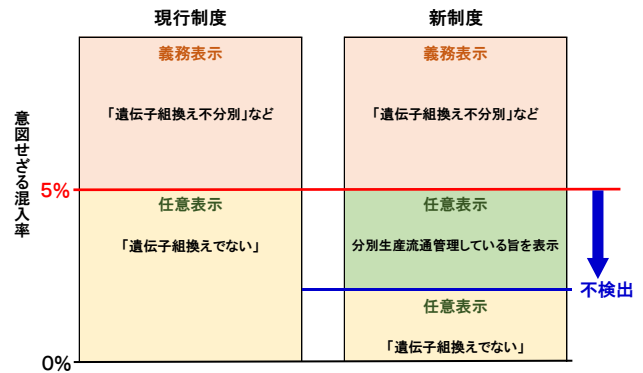 現行制度
新制度
意図せざる混入率
義務表示
「遺伝子組換え不分別」など
義務表示
「遺伝子組換え不分別」など
5%
任意表示
「遺伝子組換えでない」
任意表示
分別生産流通管理している旨を表示
不検出
任意表示
「遺伝子組換えでない」
0%